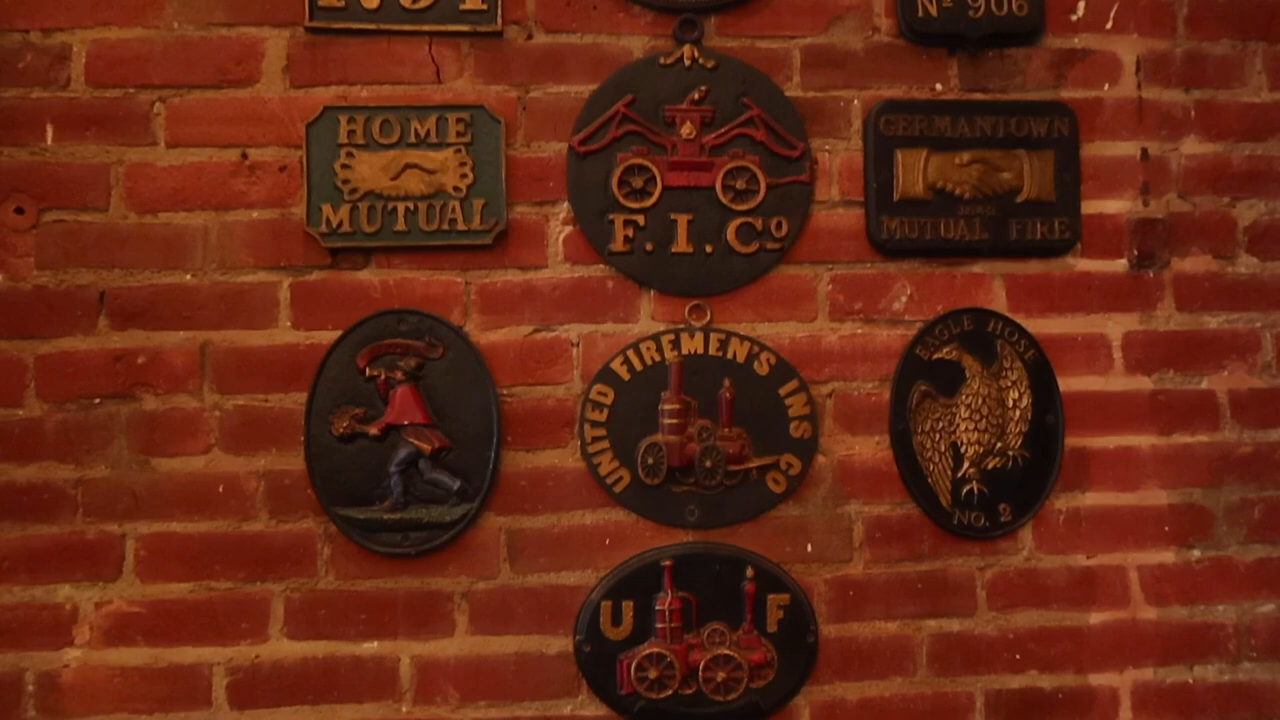 Nº 906
HOME
MUTUAL
F. I. Cº
GERMANTOWN
MUTUAL FIRE
UNITED FIREMEN'S INS CO
EAGLE HOSE
NO. 2
U F